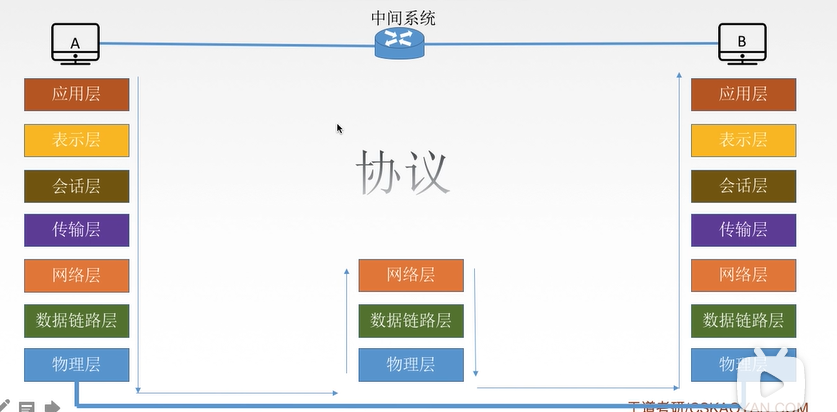 中间系统
A
B
应用层
应用层
表示层
表示层
协议
会话层
会话层
传输层
传输层
网络层
网络层
网络层
数据链路层
数据链路层
数据链路层
物理层
物理层
物理层
王道考研/CSKAOYAN.COM